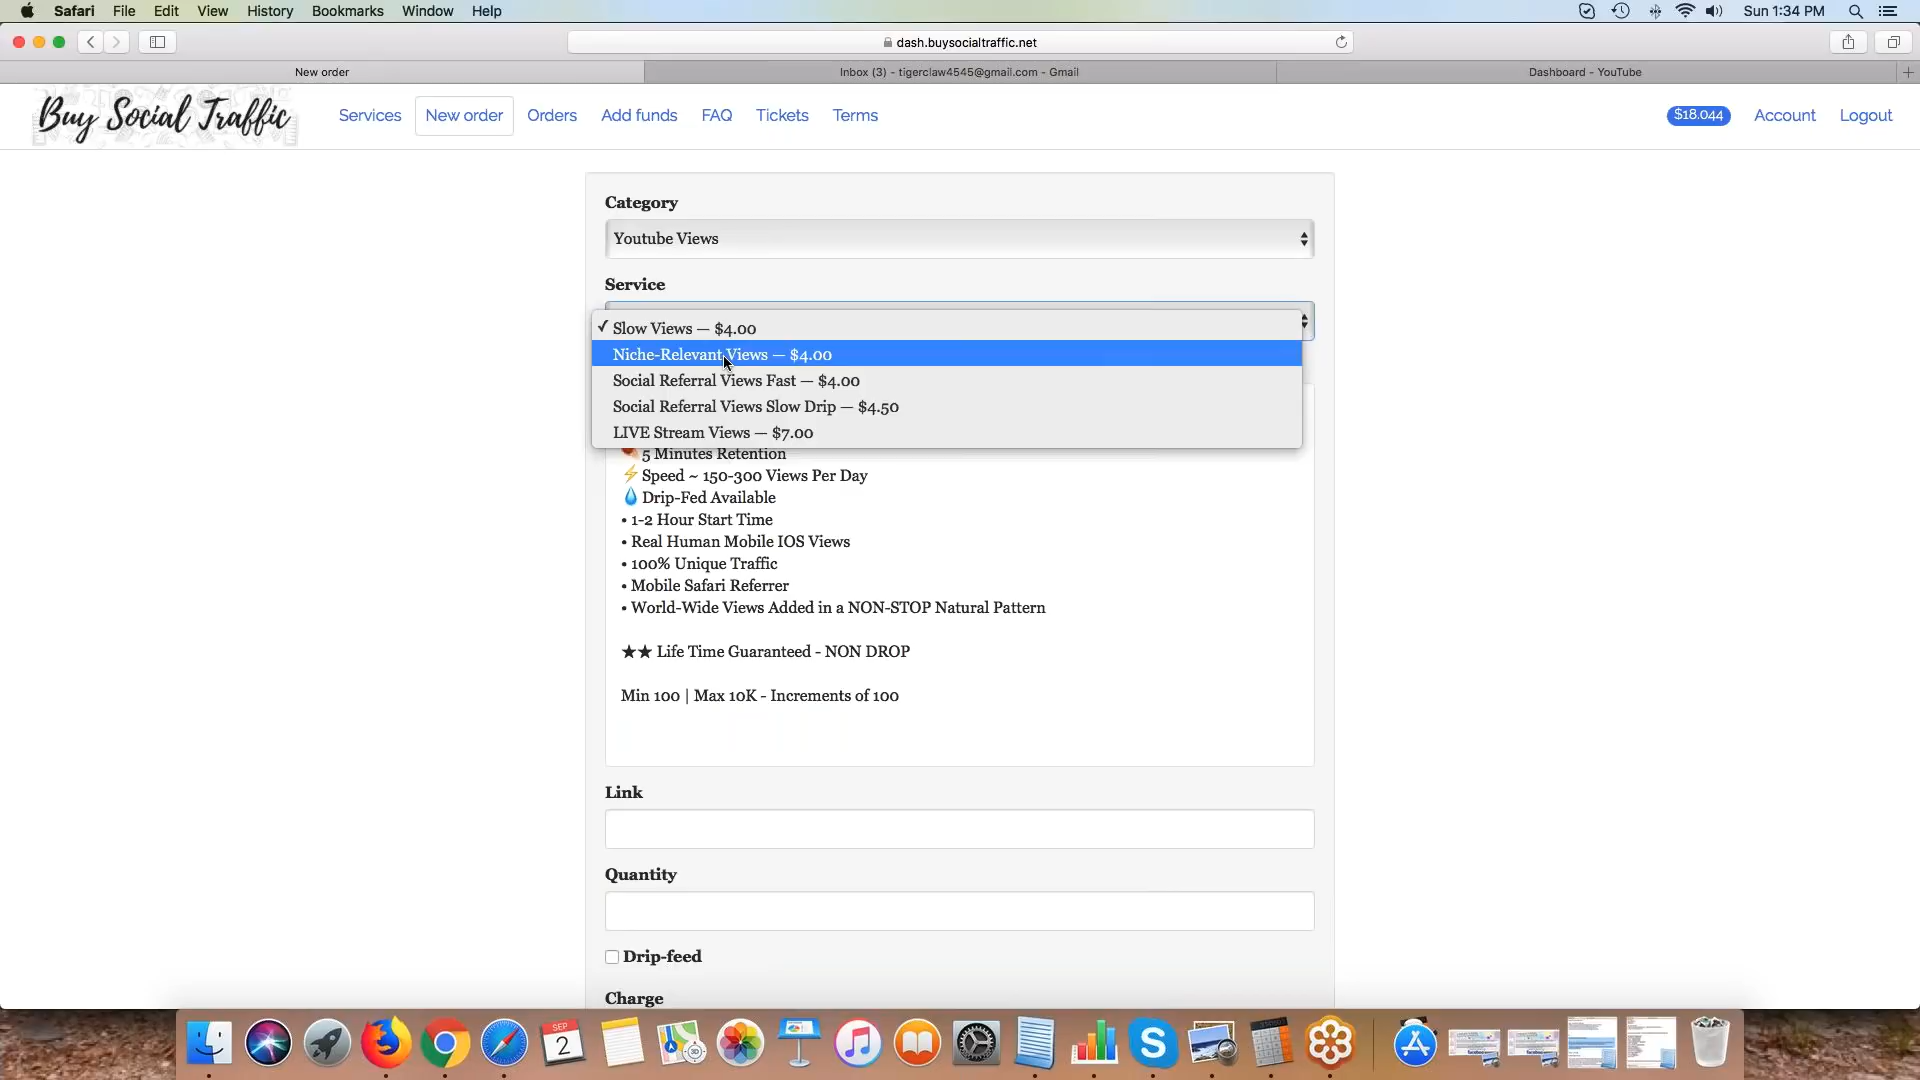 Safari File Edit View History Bookmarks Window Help Sun 1:34 PM
dash.buysocialtraffic.net
New order Inbox (3) - tigerclaw4545@gmail.com - Gmail Dashboard - YouTube
Buy Social Traffic Services New order Orders Add funds FAQ Tickets Terms $18.044 Account Logout
Category
Youtube Views
Service
✓ Slow Views — $4.00
Niche-Relevant Views — $4.00
Social Referral Views Fast — $4.00
Social Referral Views Slow Drip — $4.50
LIVE Stream Views — $7.00
5 Minutes Retention
⚡ Speed ~ 150-300 Views Per Day
💧 Drip-Fed Available
• 1-2 Hour Start Time
• Real Human Mobile IOS Views
• 100% Unique Traffic
• Mobile Safari Referrer
• World-Wide Views Added in a NON-STOP Natural Pattern
★★ Life Time Guaranteed - NON DROP
Min 100 | Max 10K - Increments of 100
Link
Quantity
Drip-feed
Charge
SEP
2
3D